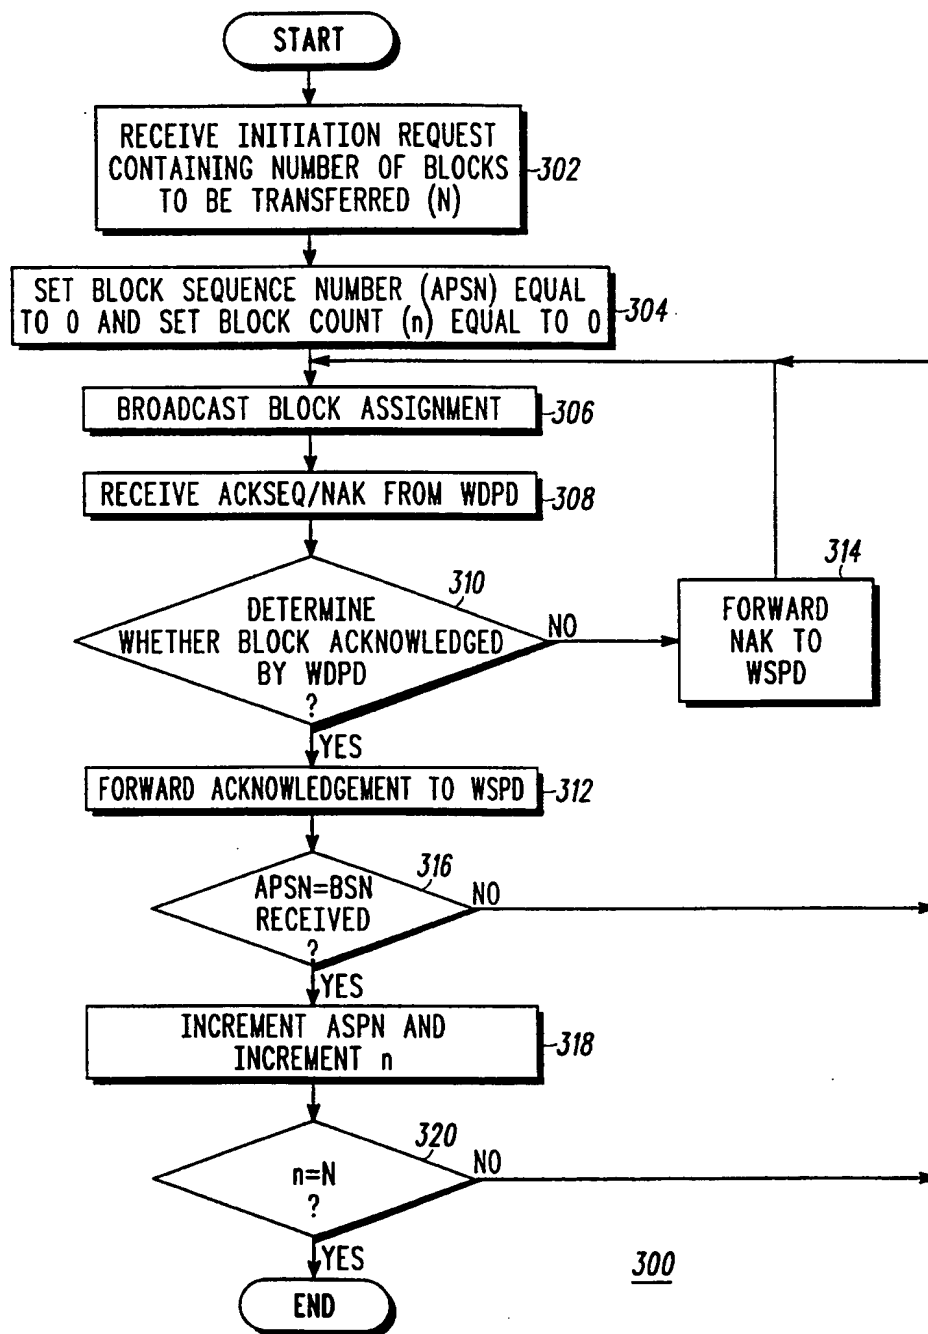 START
RECEIVE INITIATION REQUEST
CONTAINING NUMBER OF BLOCKS
TO BE TRANSFERRED (N)
302
SET BLOCK SEQUENCE NUMBER (APSN) EQUAL
TO 0 AND SET BLOCK COUNT (n) EQUAL TO 0
304
BROADCAST BLOCK ASSIGNMENT
306
RECEIVE ACKSEQ/NAK FROM WDPD
308
310
DETERMINE
WHETHER BLOCK ACKNOWLEDGED
BY WDPD
?
NO
314
FORWARD
NAK TO
WSPD
YES
FORWARD ACKNOWLEDGEMENT TO WSPD
312
316
APSN=BSN
RECEIVED
?
NO
YES
INCREMENT ASPN AND
INCREMENT n
318
320
n=N
?
NO
YES
300
END